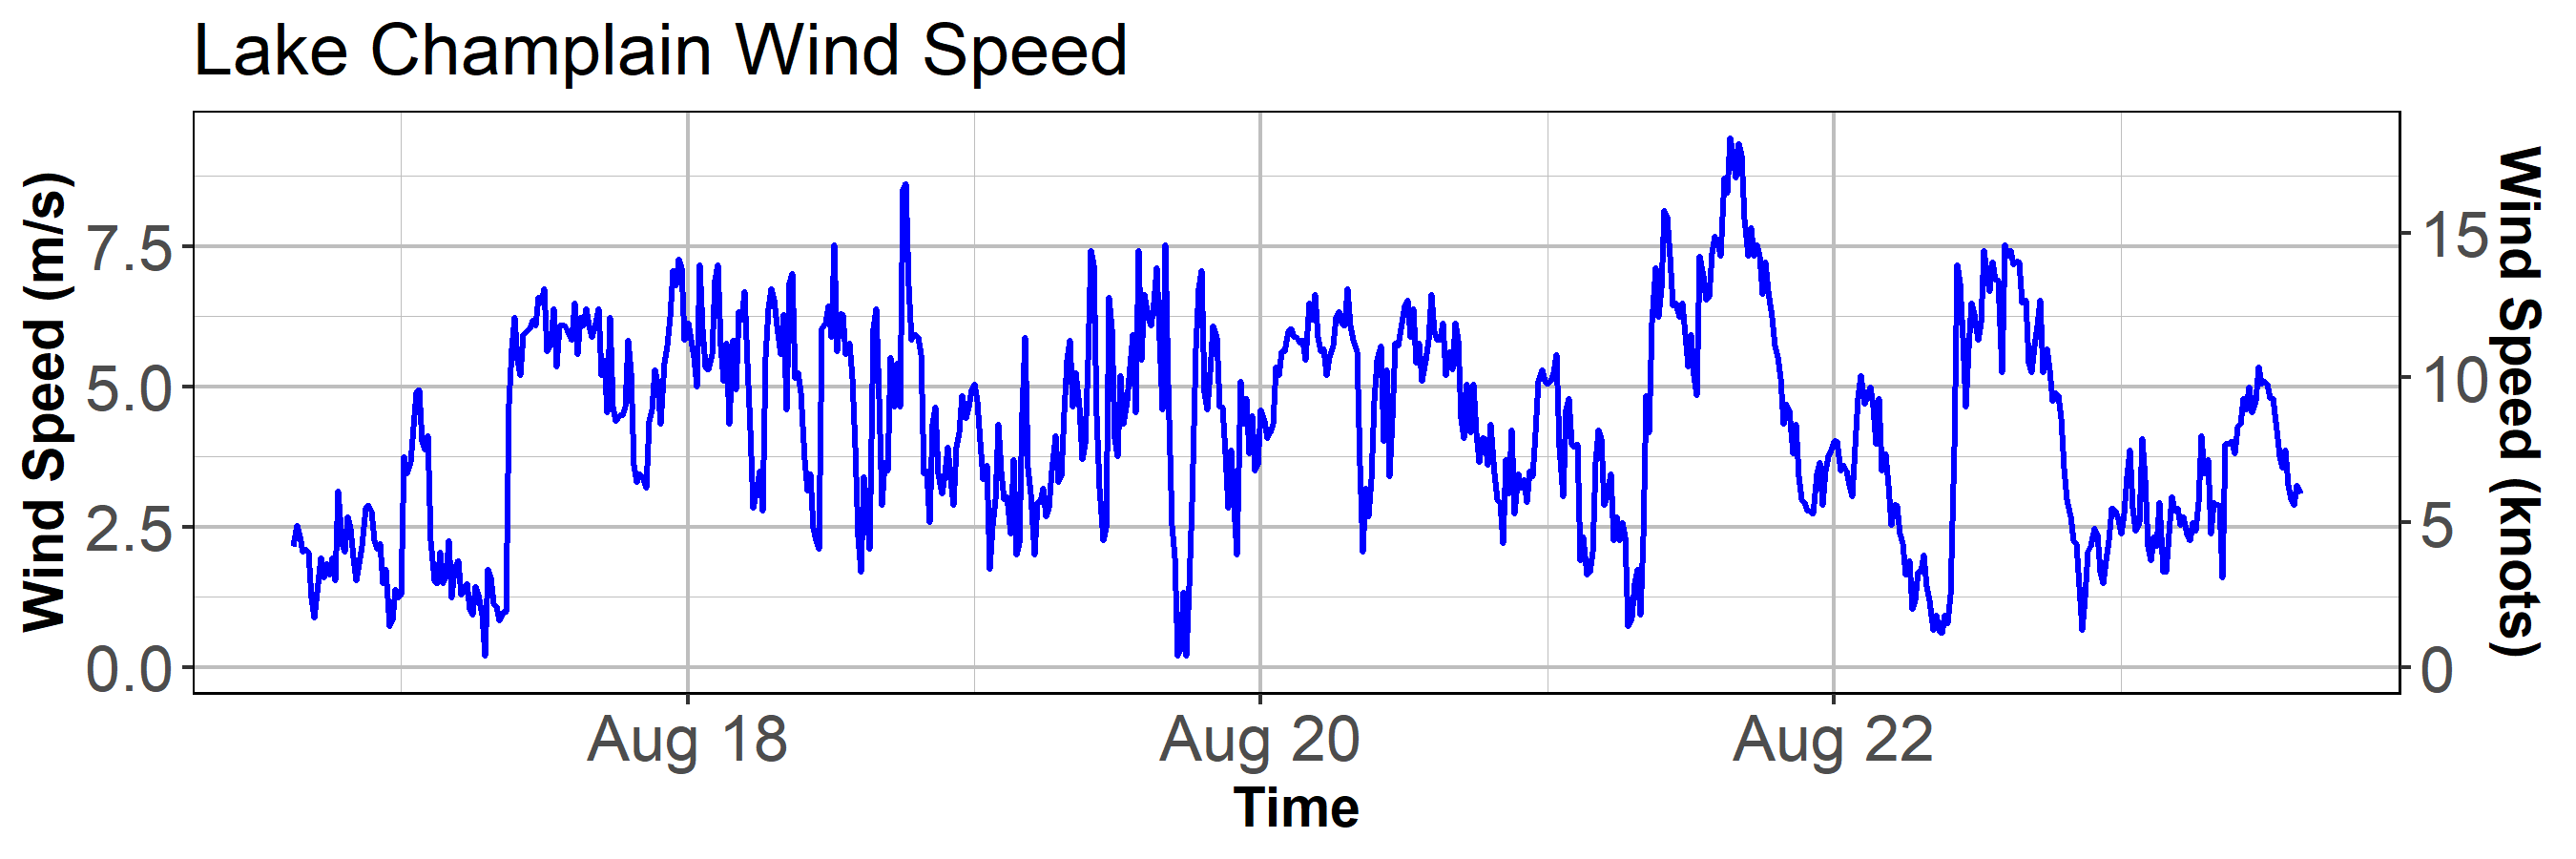 Lake Champlain Wind Speed
Wind Speed (m/s)
7.5
5.0
2.5
0.0
Wind Speed (knots)
15
10
5
0
Aug 18
Aug 20
Aug 22
Time